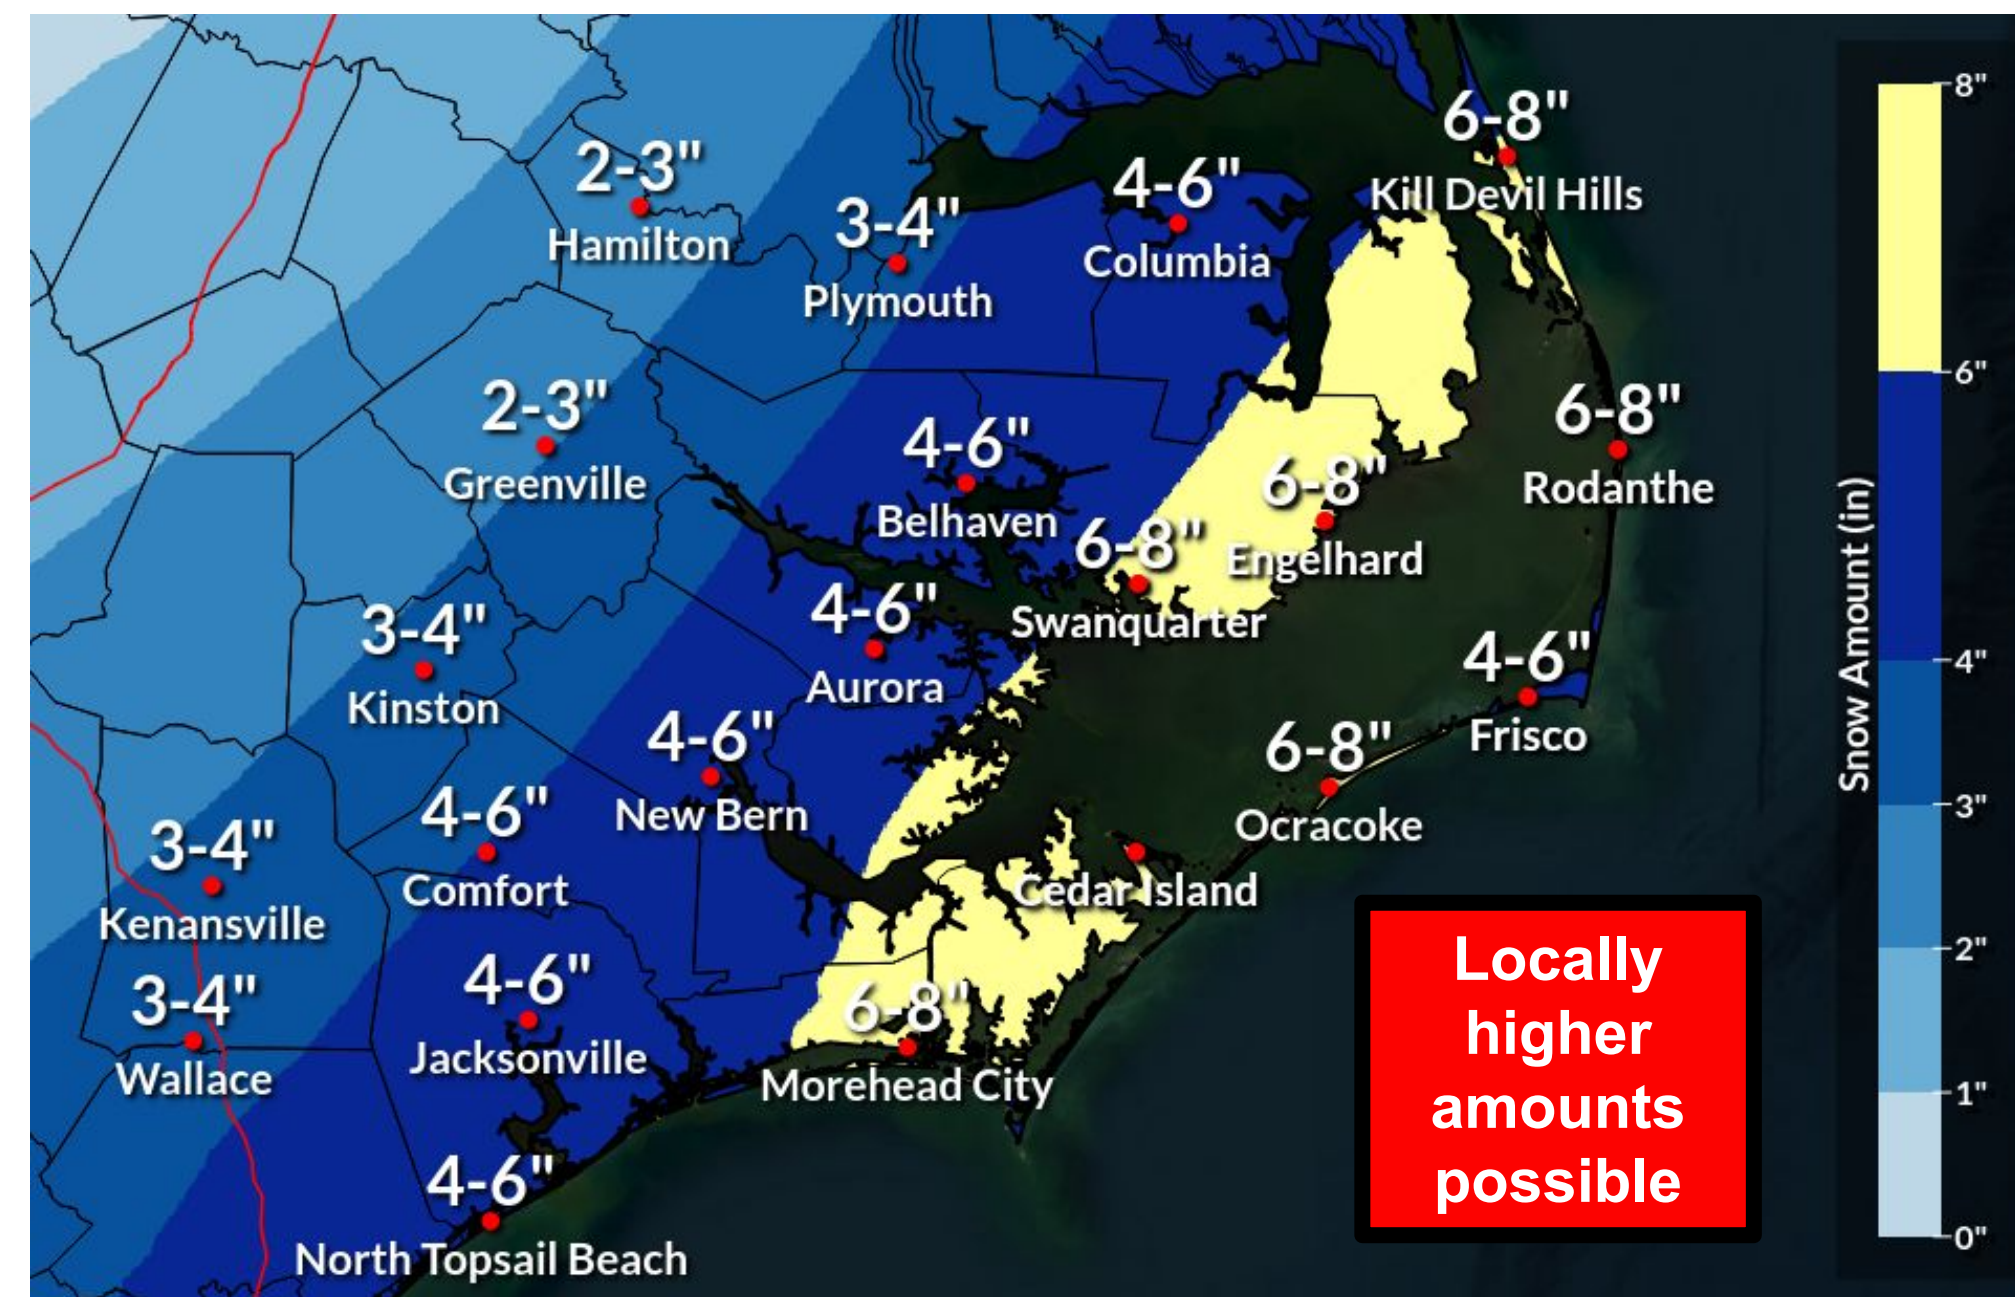 8"
6-8"
Kill Devil Hills
2-3"
Hamilton
4-6"
Columbia
3-4"
Plymouth
6"
2-3"
Greenville
6-8"
Rodanthe
4-6"
Belhaven
6-8"
Engelhard
6-8"
Swanquarter
Snow Amount (in)
4-6"
Aurora
3-4"
Kinston
4-6"
Frisco
4"
4-6"
New Bern
6-8"
Ocracoke
3"
4-6"
Comfort
3-4"
Kenansville
Cedar Island
2"
3-4"
Wallace
4-6"
Jacksonville
6-8"
Morehead City
Locally
higher
amounts
possible
1"
4-6"
North Topsail Beach
0"